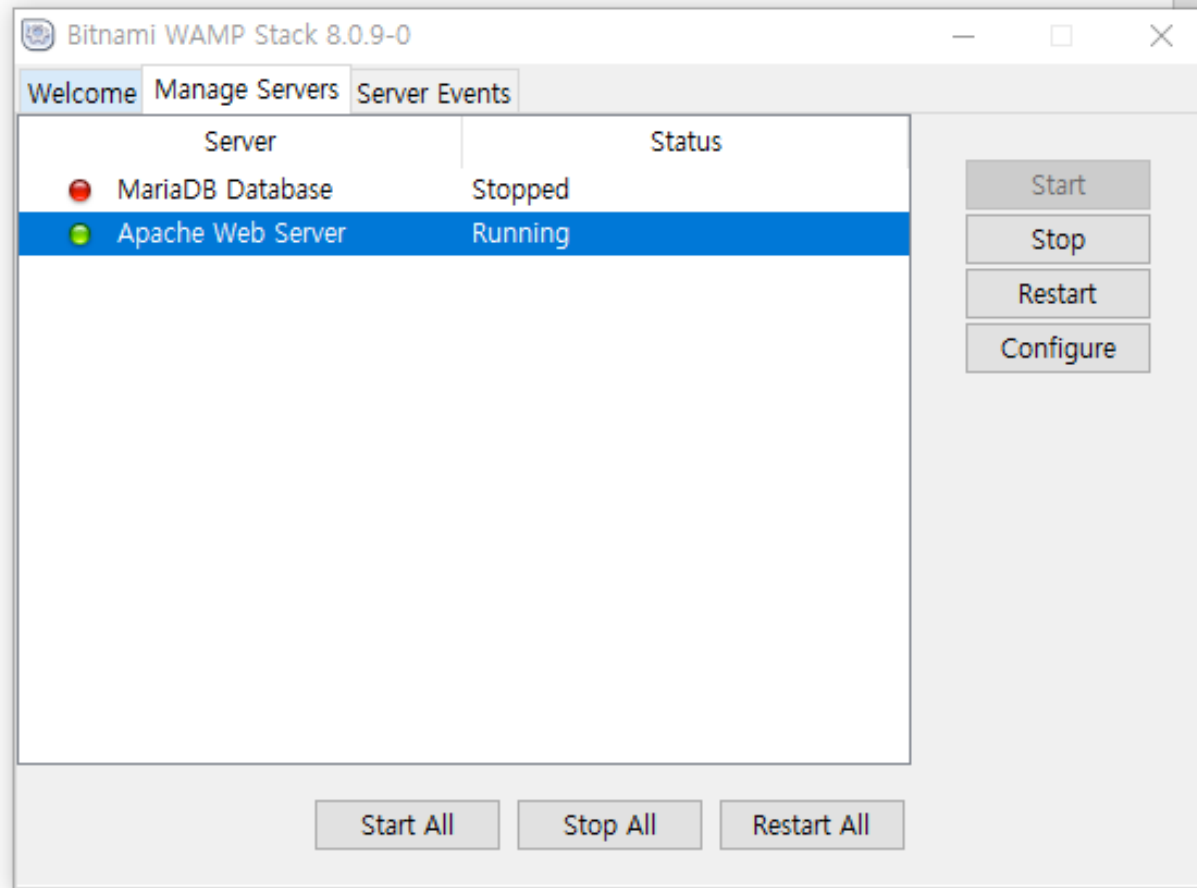 Bitnami WAMP Stack 8.0.9-0
Welcome Manage Servers Server Events
Server Status
MariaDB Database Stopped
Apache Web Server Running
Start
Stop
Restart
Configure
Start All Stop All Restart All